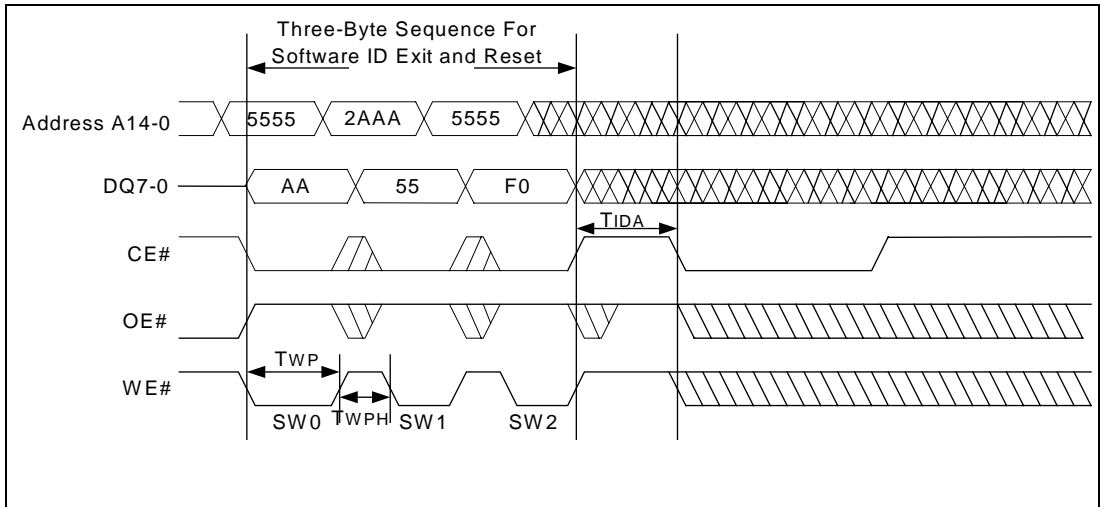 Three-Byte Sequence For
Software ID Exit and Reset
Address A14-0
5555
2AAA
5555
DQ7-0
AA
55
F0
TIDA
CE#
OE#
TWP
WE#
SW0
TWPH
SW1
SW2